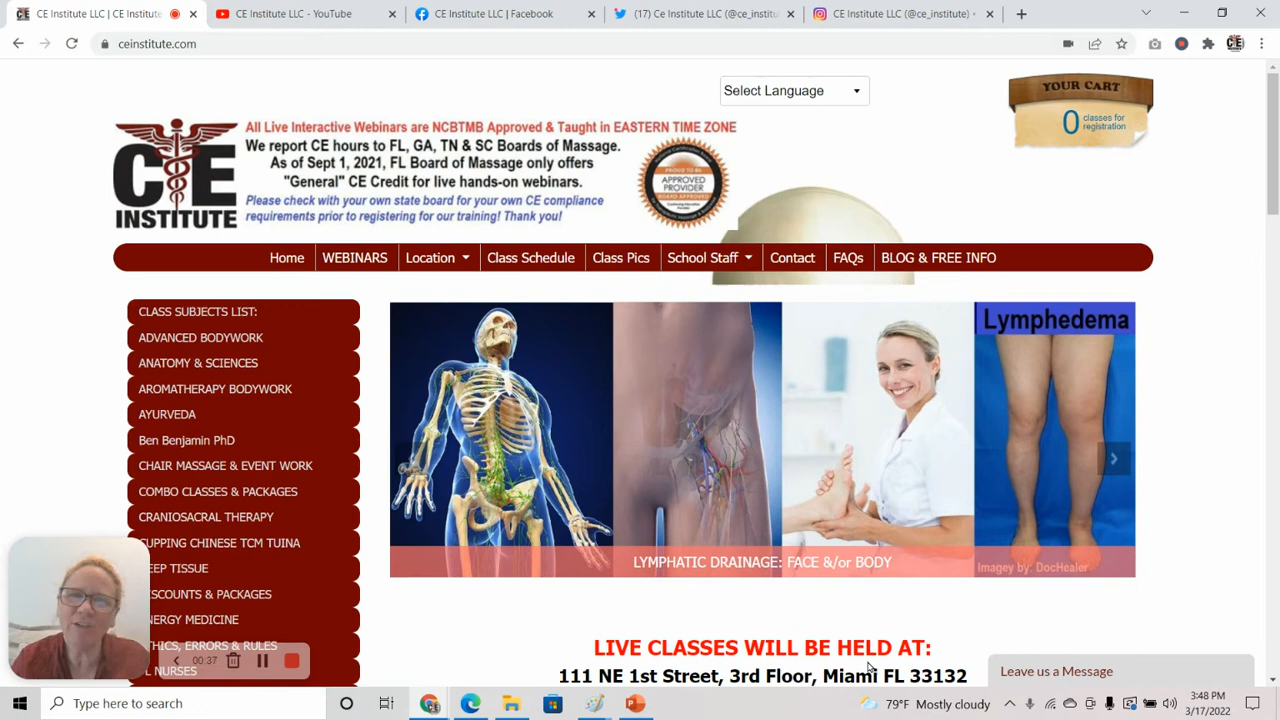 CE Institute LLC |
CE Institute LLC - YouTube
CE Institute LLC | Facebook
(17) Ce Institute LLC (@ce_institu
CE Institute LLC (@ce_institute) •
ceinstitute.com
Select Language
YOUR CART
0 classes for
registration
CE
INSTITUTE
All Live Interactive Webinars are NCBTMB Approved & Taught in EASTERN TIME ZONE
We report CE hours to FL, GA, TN & SC Boards of Massage.
As of Sept 1, 2021, FL Board of Massage only offers
"General" CE Credit for live hands-on webinars.
Please check with your own state board for your own CE compliance
requirements prior to registering for our training! Thank you!
PROUD TO BE
APPROVED
PROVIDER
BOARD APPROVED
Home
WEBINARS
Location
Class Schedule
Class Pics
School Staff
Contact
FAQs
BLOG & FREE INFO
CLASS SUBJECTS LIST:
ADVANCED BODYWORK
ANATOMY & SCIENCES
AROMATHERAPY BODYWORK
AYURVEDA
Ben Benjamin PhD
CHAIR MASSAGE & EVENT WORK
COMBO CLASSES & PACKAGES
CRANIOSACRAL THERAPY
CUPPING CHINESE TCM TUINA
EEP TISSUE
ISCOUNTS & PACKAGES
NERGY MEDICINE
THICS, ERRORS & RULES
L NURSES
00:37
Lymphedema
LYMPHATIC DRAINAGE: FACE &/or BODY
Imagey by: DocHealer
LIVE CLASSES WILL BE HELD AT:
111 NE 1st Street, 3rd Floor, Miami FL 33132
Leave us a Message
Type here to search
79°F Mostly cloudy
3:48 PM
3/17/2022